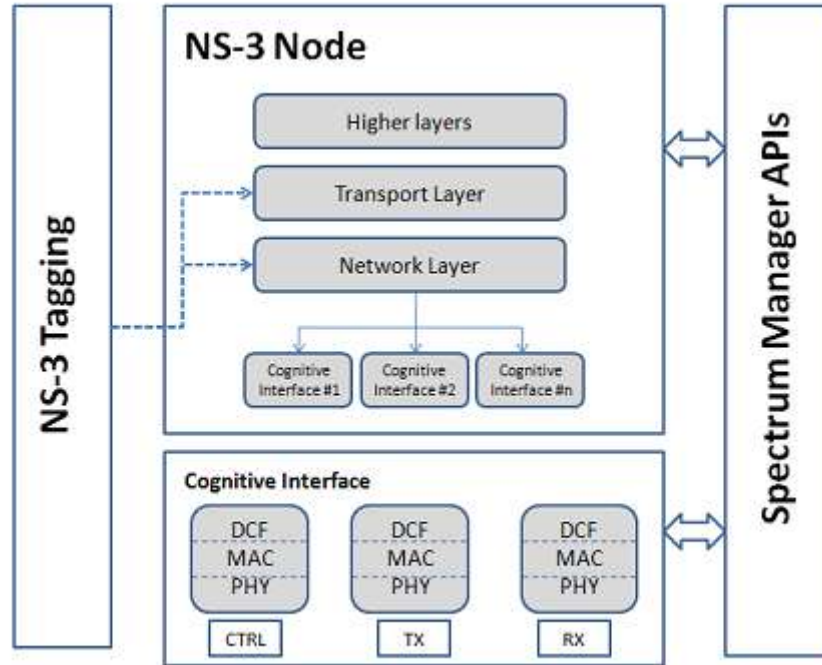 NS-3 Tagging
NS-3 Node
Higher layers
Transport Layer
Network Layer
Cognitive
Interface #1
Cognitive
Interface #2
Cognitive
Interface #n
Cognitive Interface
DCF
MAC
PHY
CTRL
DCF
MAC
PHY
TX
DCF
MAC
PHY
RX
Spectrum Manager APIs